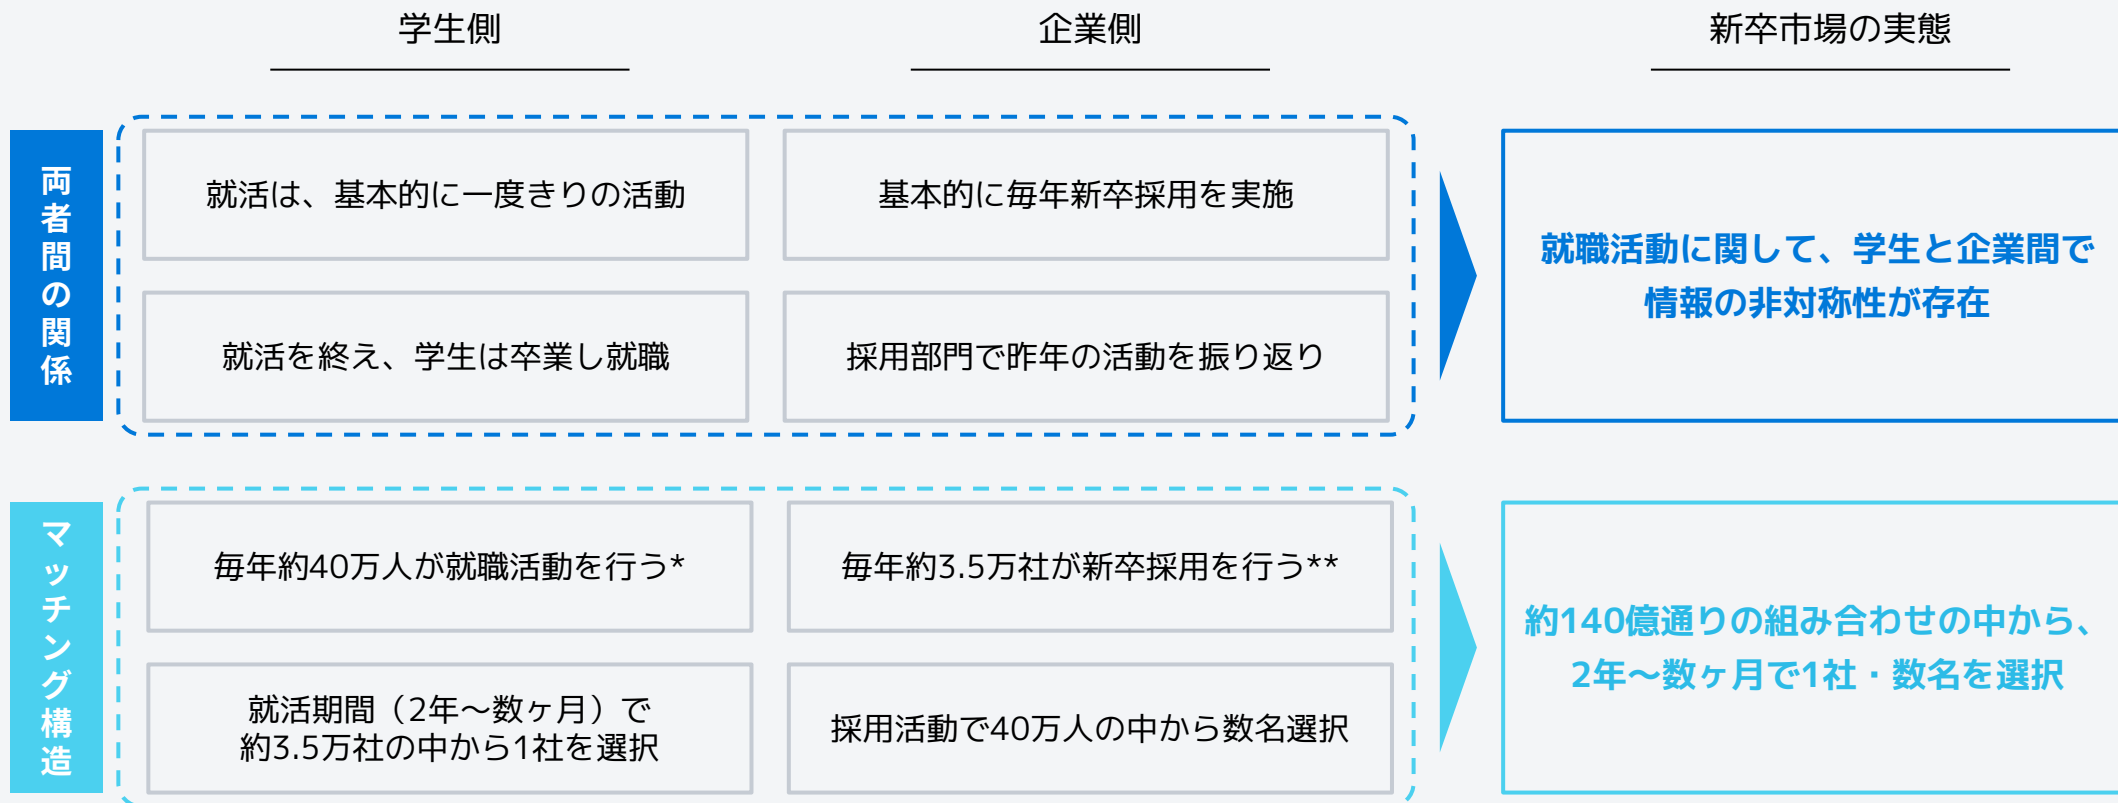 学生側
企業側
新卒市場の実態
両者間の関係
就活は、基本的に一度きりの活動
基本的に毎年新卒採用を実施
就活を終え、学生は卒業し就職
採用部門で昨年の活動を振り返り
就職活動に関して、学生と企業間で
情報の非対称性が存在
マッチング構造
毎年約40万人が就職活動を行う*
毎年約3.5万社が新卒採用を行う**
就活期間（2年〜数ヶ月）で
約3.5万社の中から1社を選択
採用活動で40万人の中から数名選択
約140億通りの組み合わせの中から、
2年〜数ヶ月で1社・数名を選択